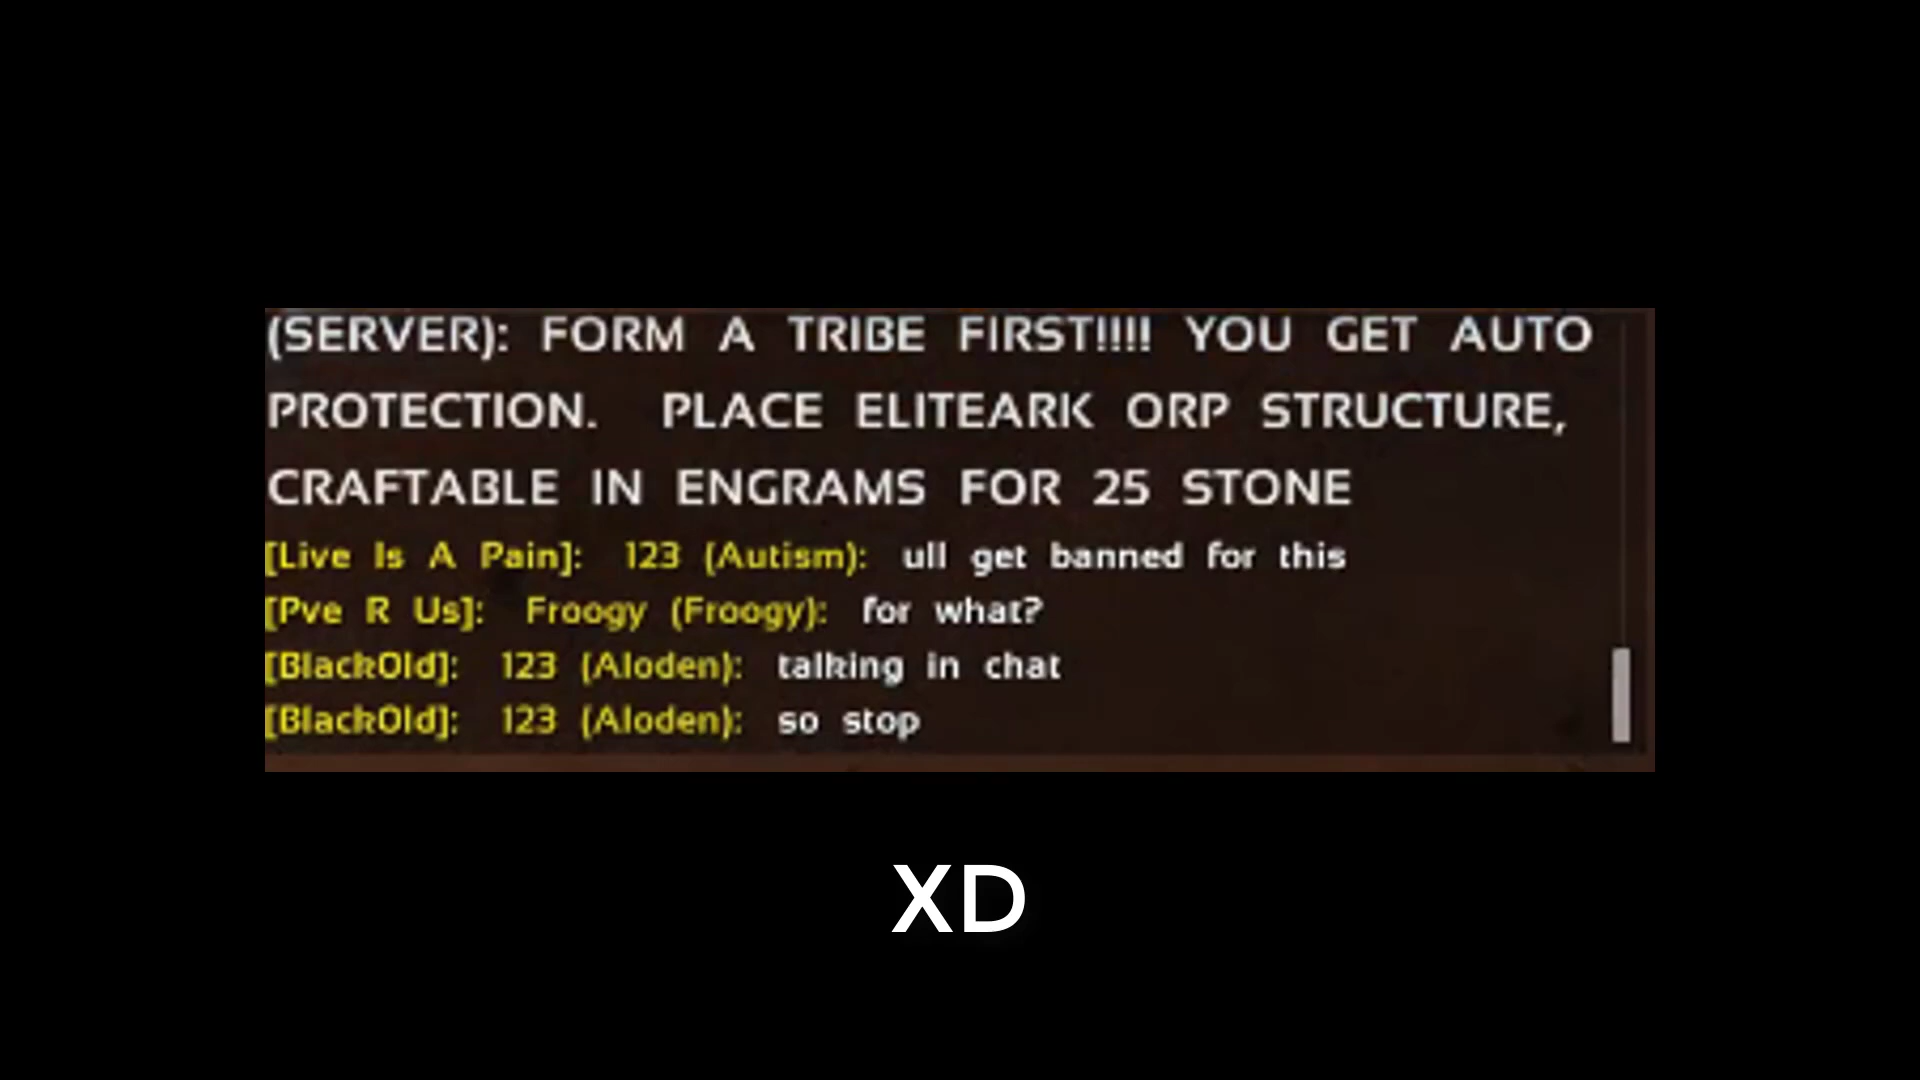 (SERVER): FORM A TRIBE FIRST!!!! YOU GET AUTO
PROTECTION. PLACE ELITEARK ORP STRUCTURE,
CRAFTABLE IN ENGRAMS FOR 25 STONE
[Live Is A Pain]: 123 (Autism): ull get banned for this
[Pve R Us]: Froogy (Froogy): for what?
[BlackOld]: 123 (Aloden): talking in chat
[BlackOld]: 123 (Aloden): so stop
XD